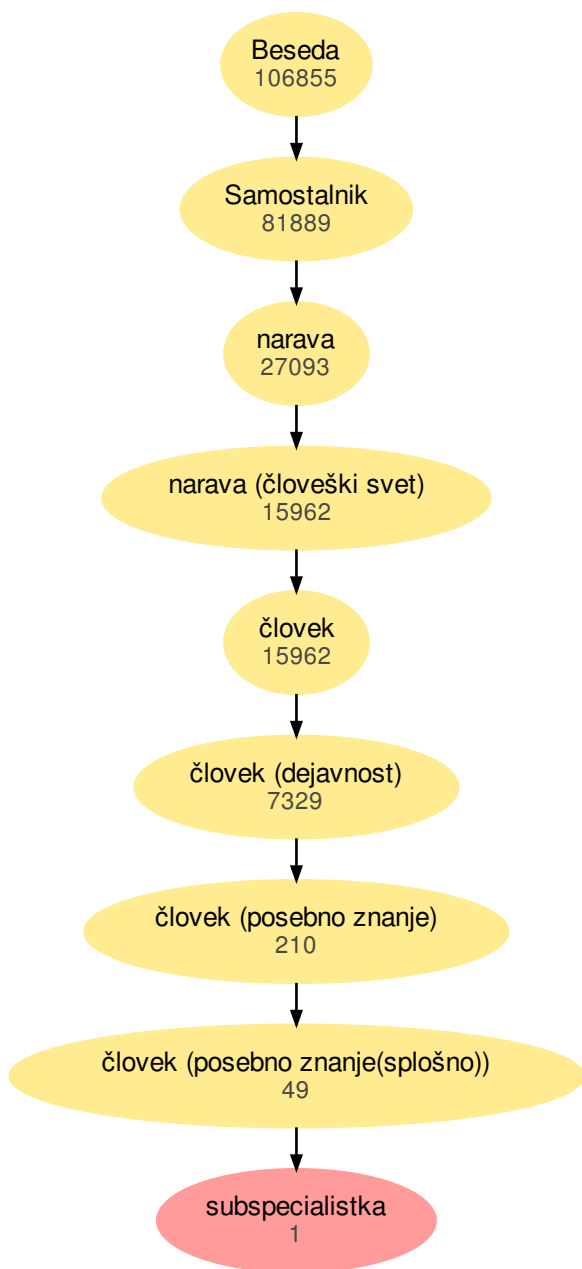 Beseda
106855
Samostalnik
81889
narava
27093
narava (človeški svet)
15962
človek
15962
človek (dejavnost)
7329
človek (posebno znanje)
210
človek (posebno znanje(splošno))
49
subspecialistka
1